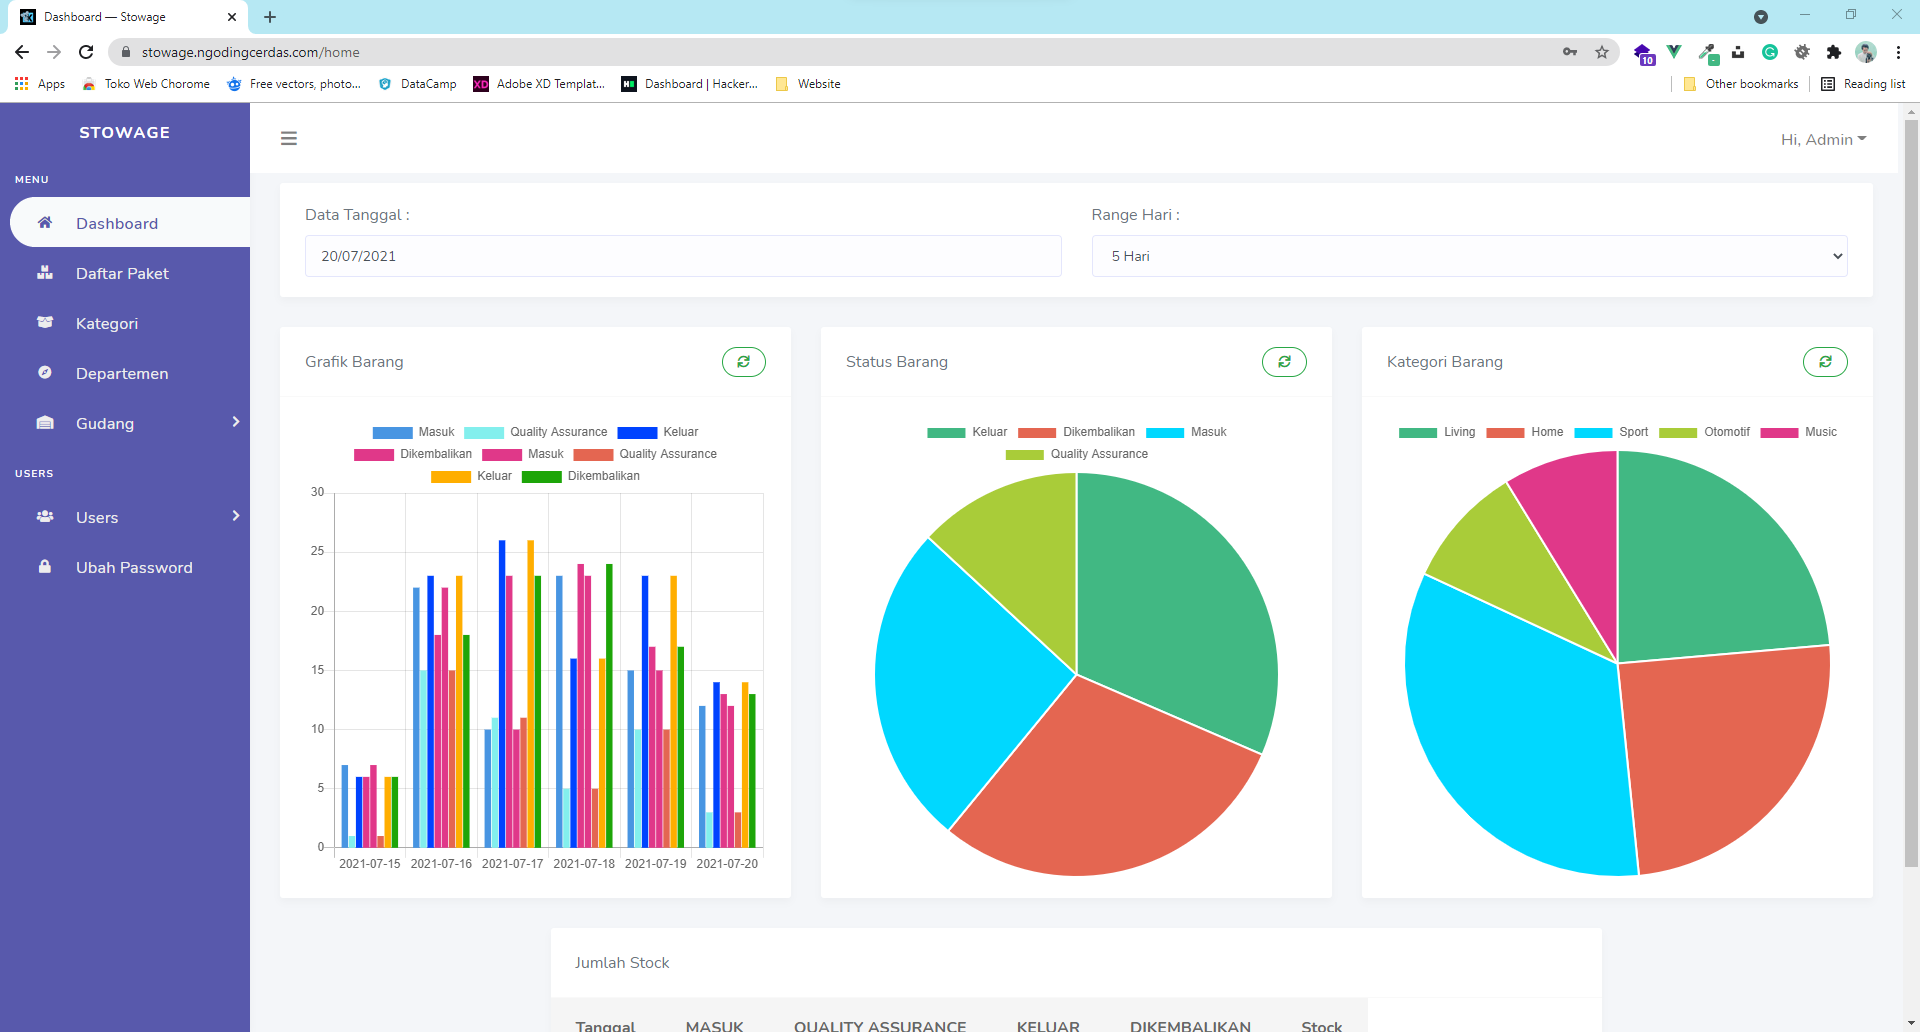 Dashboard — Stowage
stowage.ngodingcerdas.com/home
10
Apps
Toko Web Chorome
Free vectors, photo...
DataCamp
XD Adobe XD Templat...
H Dashboard | Hacker...
Website
Other bookmarks
Reading list
STOWAGE
MENU
Dashboard
Daftar Paket
Kategori
Departemen
Gudang
USERS
Users
Ubah Password
Hi, Admin
Data Tanggal :
20/07/2021
Range Hari :
5 Hari
Grafik Barang
Masuk Quality Assurance Keluar
Dikembalikan Masuk Quality Assurance
Keluar Dikembalikan
30
25
20
15
10
5
0
2021-07-15 2021-07-16 2021-07-17 2021-07-18 2021-07-19 2021-07-20
Status Barang
Keluar Dikembalikan Masuk
Quality Assurance
Kategori Barang
Living Home Sport Otomotif Music
Jumlah Stock
Tanggal MASUK QUALITY ASSURANCE KELUAR DIKEMBALIKAN Stock